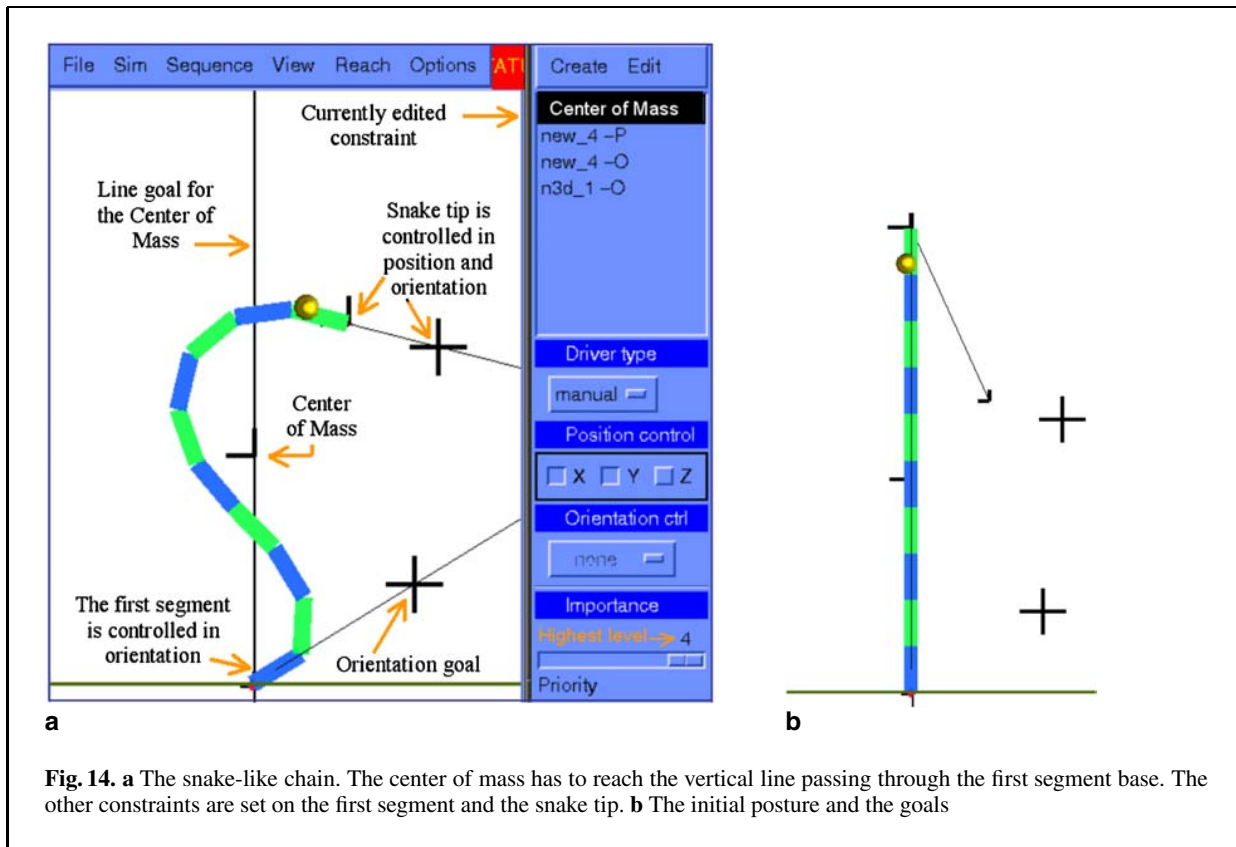 File Sim Sequence View Reach Options
Create Edit
Currently edited
constraint
Center of Mass
new_4 –P
new_4 –O
n3d_1 –O
Line goal for
the Center of
Mass
Snake tip is
controlled in
position and
orientation
Center
of Mass
The first segment
is controlled in
orientation
Orientation goal
Driver type
manual
Position control
X Y Z
Orientation ctrl
none
Importance
Highest level 4
Priority
a
b
Fig. 14. a The snake-like chain. The center of mass has to reach the vertical line passing through the first segment base. The
other constraints are set on the first segment and the snake tip. b The initial posture and the goals